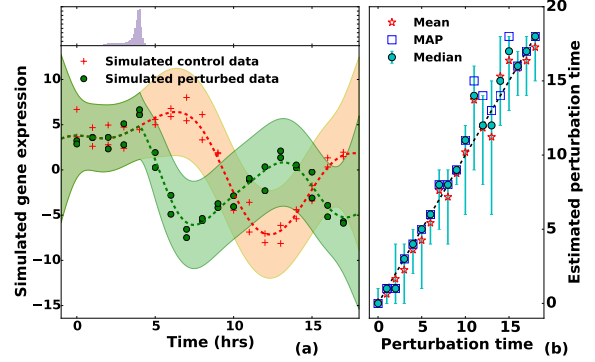 Simulated control data
Simulated perturbed data
Simulated gene expression
10
5
0
−5
−10
−15
0
5
10
15
Time (hrs)
(a)
Mean
MAP
Median
20
15
10
5
0
Estimated perturbation time
0
5
10
15
Perturbation time
(b)